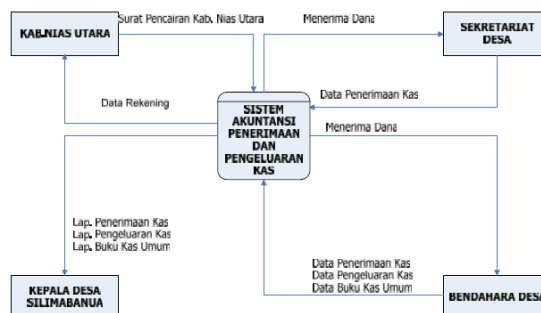 KAB.NIAS UTARA
Surat Pencairan Kab. Nias Utara
Menerima Dana
SEKRETARIAT
DESA
Data Rekening
Data Penerimaan Kas
SISTEM
AKUNTANSI
PENERIMAAN
DAN
PENGELUARAN
KAS
Menerima Dana
Lap. Penerimaan Kas
Lap. Pengeluaran Kas
Lap. Buku Kas Umum
Data Penerimaan Kas
Data Pengeluaran Kas
Data Buku Kas Umum
KEPALA DESA
SILIMABANUA
BENDAHARA DESA